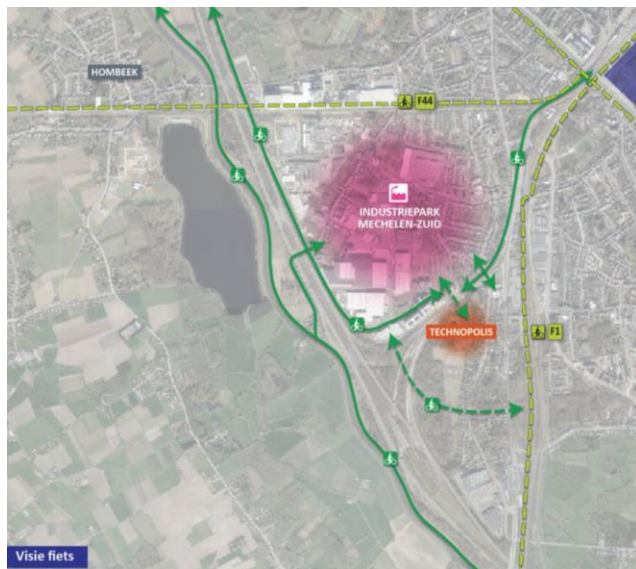 HOMBEEK
F44
INDUSTRIEPARK
MECHELEN-ZUID
TECHNOPOLIS
F1
Visie fiets